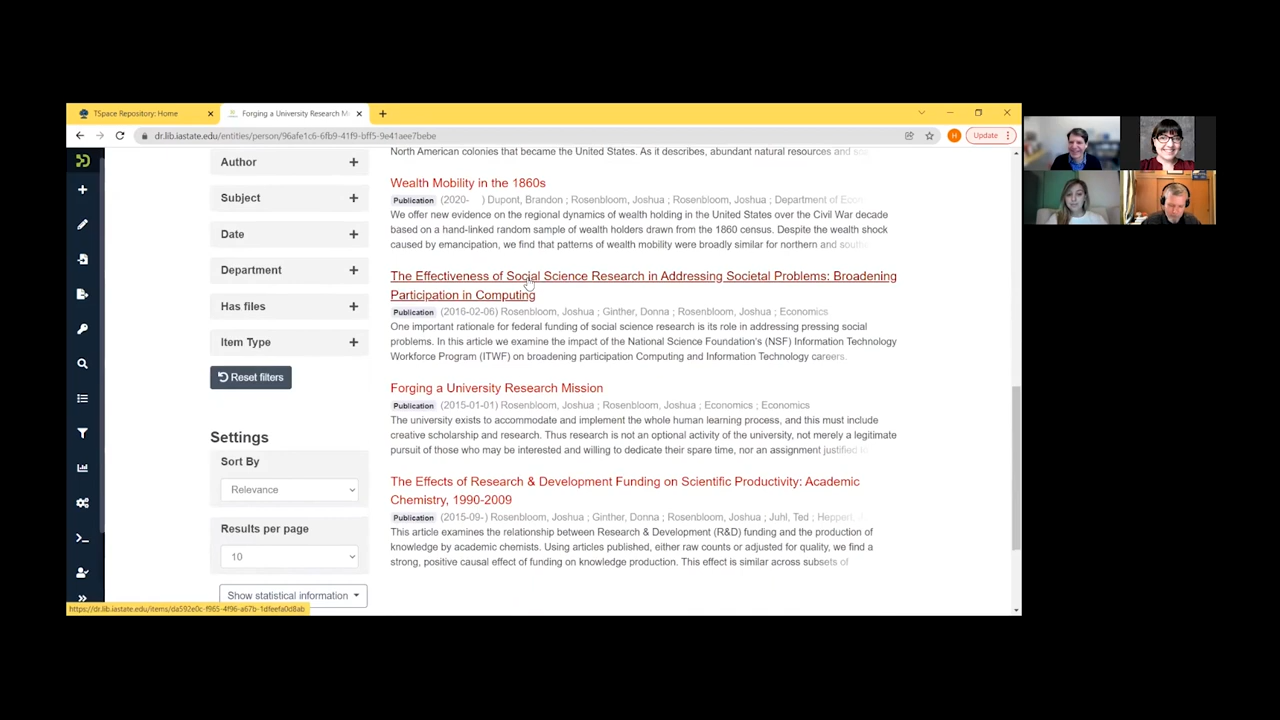 TSpace Repository: Home
Forging a University Research M
dr.lib.iastate.edu/entities/person/96afe1c6-6fb9-41f9-bff5-9e41aee7bebe
H
Update
Author
Subject
Date
Department
Has files
Item Type
Reset filters
Settings
Sort By
Relevance
Results per page
10
Show statistical information
North American colonies that became the United States. As it describes, abundant natural resources and
Wealth Mobility in the 1860s
Publication (2020- ) Dupont, Brandon ; Rosenbloom, Joshua ; Rosenbloom, Joshua ; Department of Econ
We offer new evidence on the regional dynamics of wealth holding in the United States over the Civil War decade
based on a hand-linked random sample of wealth holders drawn from the 1860 census. Despite the wealth shock
caused by emancipation, we find that patterns of wealth mobility were broadly similar for northern and south
The Effectiveness of Social Science Research in Addressing Societal Problems: Broadening
Participation in Computing
Publication (2016-02-06) Rosenbloom, Joshua ; Ginther, Donna ; Rosenbloom, Joshua ; Economics
One important rationale for federal funding of social science research is its role in addressing pressing social
problems. In this article we examine the impact of the National Science Foundation's (NSF) Information Technology
Workforce Program (ITWF) on broadening participation Computing and Information Technology careers.
Forging a University Research Mission
Publication (2015-01-01) Rosenbloom, Joshua ; Rosenbloom, Joshua ; Economics ; Economics
The university exists to accommodate and implement the whole human learning process, and this must include
creative scholarship and research. Thus research is not an optional activity of the university, not merely a legitimate
pursuit of those who may be interested and willing to dedicate their spare time, nor an assignment justified
The Effects of Research & Development Funding on Scientific Productivity: Academic
Chemistry, 1990-2009
Publication (2015-09-) Rosenbloom, Joshua ; Ginther, Donna ; Rosenbloom, Joshua ; Juhl, Ted ; Heppert,
This article examines the relationship between Research & Development (R&D) funding and the production of
knowledge by academic chemists. Using articles published, either raw counts or adjusted for quality, we find a
strong, positive causal effect of funding on knowledge production. This effect is similar across subsets of
https://dr.lib.iastate.edu/items/da592e0c-f965-4f96-a67b-1dfeefa0d8ab